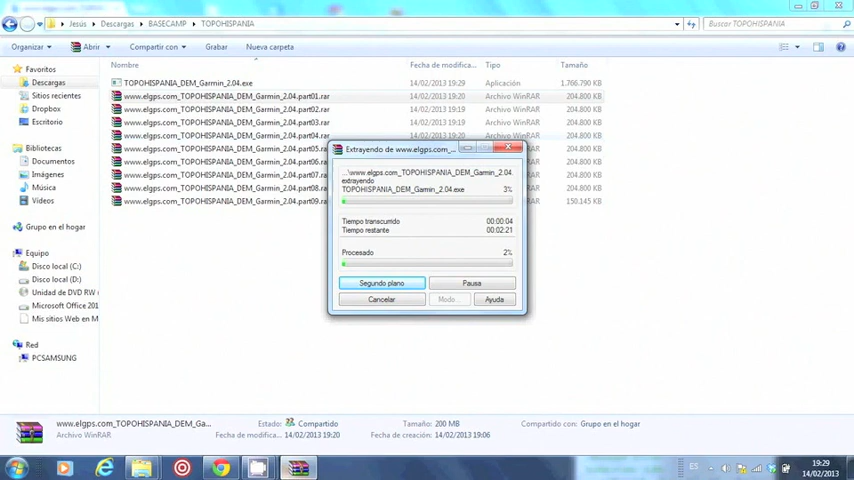 Jesús ▸ Descargas ▸ BASECAMP ▸ TOPOHISPANIA
Buscar TOPOHISPANIA
Organizar Abrir Compartir con Grabar Nueva carpeta
Nombre Fecha de modifica... Tipo Tamaño
Favoritos
Descargas
Sitios recientes
Dropbox
Escritorio
Bibliotecas
Documentos
Imágenes
Música
Vídeos
Grupo en el hogar
Equipo
Disco local (C:)
Disco local (D:)
Unidad de DVD RW (
Microsoft Office 201
Mis sitios Web en M
Red
PCSAMSUNG
TOPOHISPANIA_DEM_Garmin_2.04.exe 14/02/2013 19:29 Aplicación 1.766.790 KB
www.elgps.com_TOPOHISPANIA_DEM_Garmin_2.04.part01.rar 14/02/2013 19:20 Archivo WinRAR 204.800 KB
www.elgps.com_TOPOHISPANIA_DEM_Garmin_2.04.part02.rar 14/02/2013 19:19 Archivo WinRAR 204.800 KB
www.elgps.com_TOPOHISPANIA_DEM_Garmin_2.04.part03.rar 14/02/2013 19:20 Archivo WinRAR 204.800 KB
www.elgps.com_TOPOHISPANIA_DEM_Garmin_2.04.part04.rar 14/02/2013 19:20 Archivo WinRAR 204.800 KB
www.elgps.com_TOPOHISPANIA_DEM_Garmin_2.04.part05.ra 204.800 KB
www.elgps.com_TOPOHISPANIA_DEM_Garmin_2.04.part06.ra 204.800 KB
www.elgps.com_TOPOHISPANIA_DEM_Garmin_2.04.part07.ra 204.800 KB
www.elgps.com_TOPOHISPANIA_DEM_Garmin_2.04.part08.ra 204.800 KB
www.elgps.com_TOPOHISPANIA_DEM_Garmin_2.04.part09.ra 150.145 KB
Extrayendo de www.elgps.com_...
...\www.elgps.com_TOPOHISPANIA_DEM_Garmin_2.04.
extrayendo
TOPOHISPANIA_DEM_Garmin_2.04.exe 3%
Tiempo transcurrido 00:00:04
Tiempo restante 00:02:21
Procesado 2%
Segundo plano Pausa
Cancelar Modo... Ayuda
www.elgps.com_TOPOHISPANIA_DEM_Ga... Estado: Compartido Tamaño: 200 MB Compartido con: Grupo en el hogar
Archivo WinRAR Fecha de modifica... 14/02/2013 19:20 Fecha de creación: 14/02/2013 19:06
ES
19:29
14/02/2013